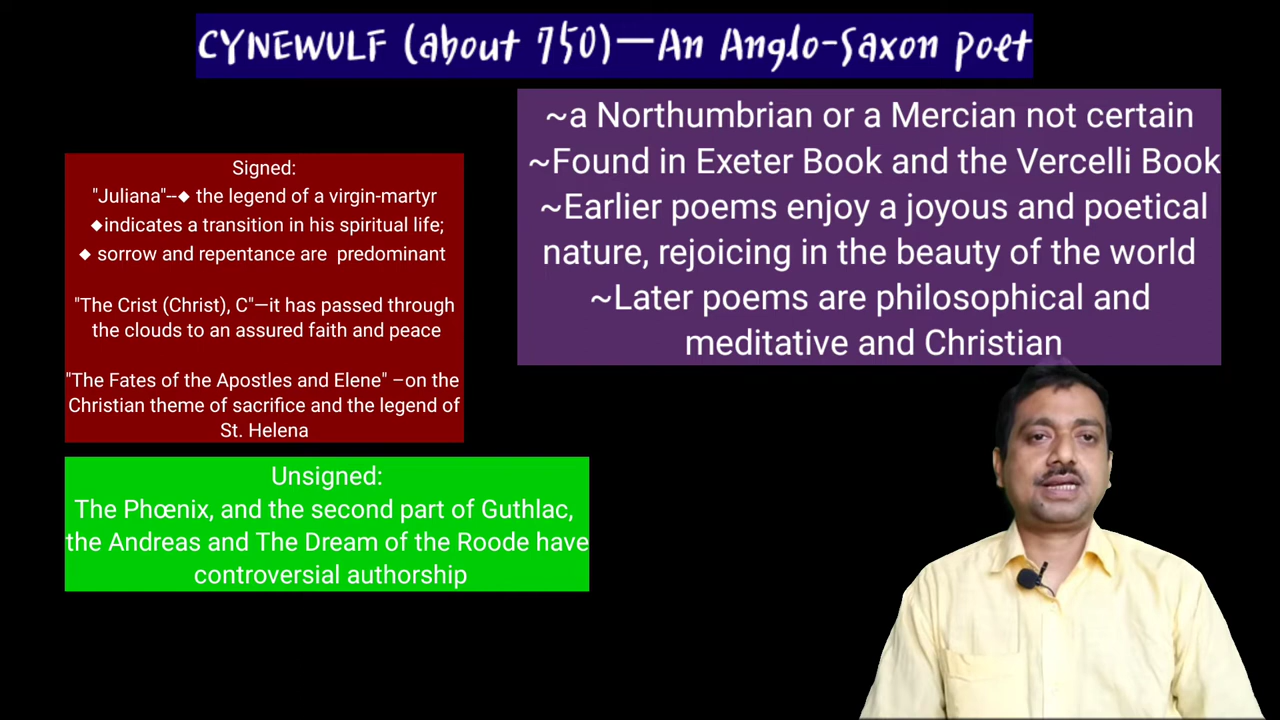 CYNEWULF (about 750)—An Anglo-Saxon poet
~a Northumbrian or a Mercian not certain
~Found in Exeter Book and the Vercelli Book
~Earlier poems enjoy a joyous and poetical
nature, rejoicing in the beauty of the world
~Later poems are philosophical and
meditative and Christian
Signed:
"Juliana"--◆ the legend of a virgin-martyr
◆indicates a transition in his spiritual life;
◆ sorrow and repentance are predominant
"The Crist (Christ), C"—it has passed through
the clouds to an assured faith and peace
"The Fates of the Apostles and Elene" –on the
Christian theme of sacrifice and the legend of
St. Helena
Unsigned:
The Phœnix, and the second part of Guthlac,
the Andreas and The Dream of the Roode have
controversial authorship